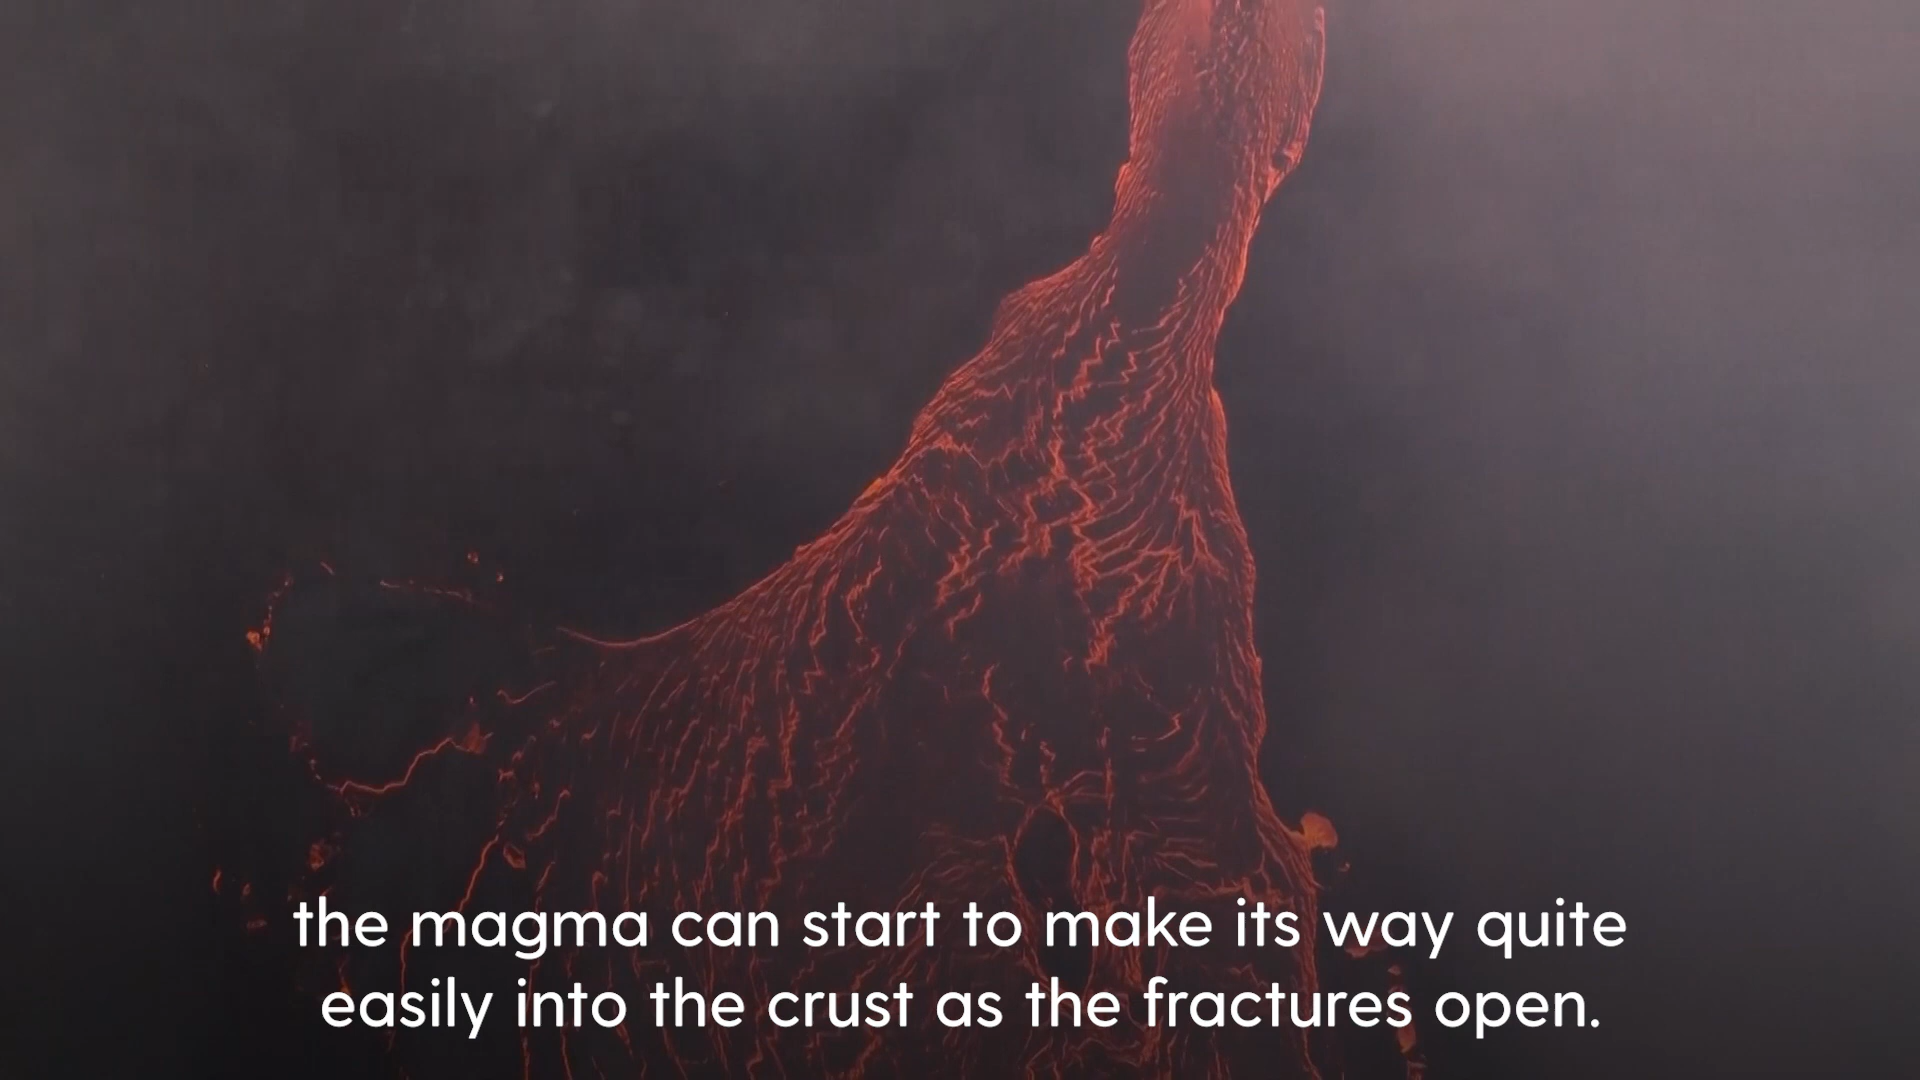 the magma can start to make its way quite
easily into the crust as the fractures open.